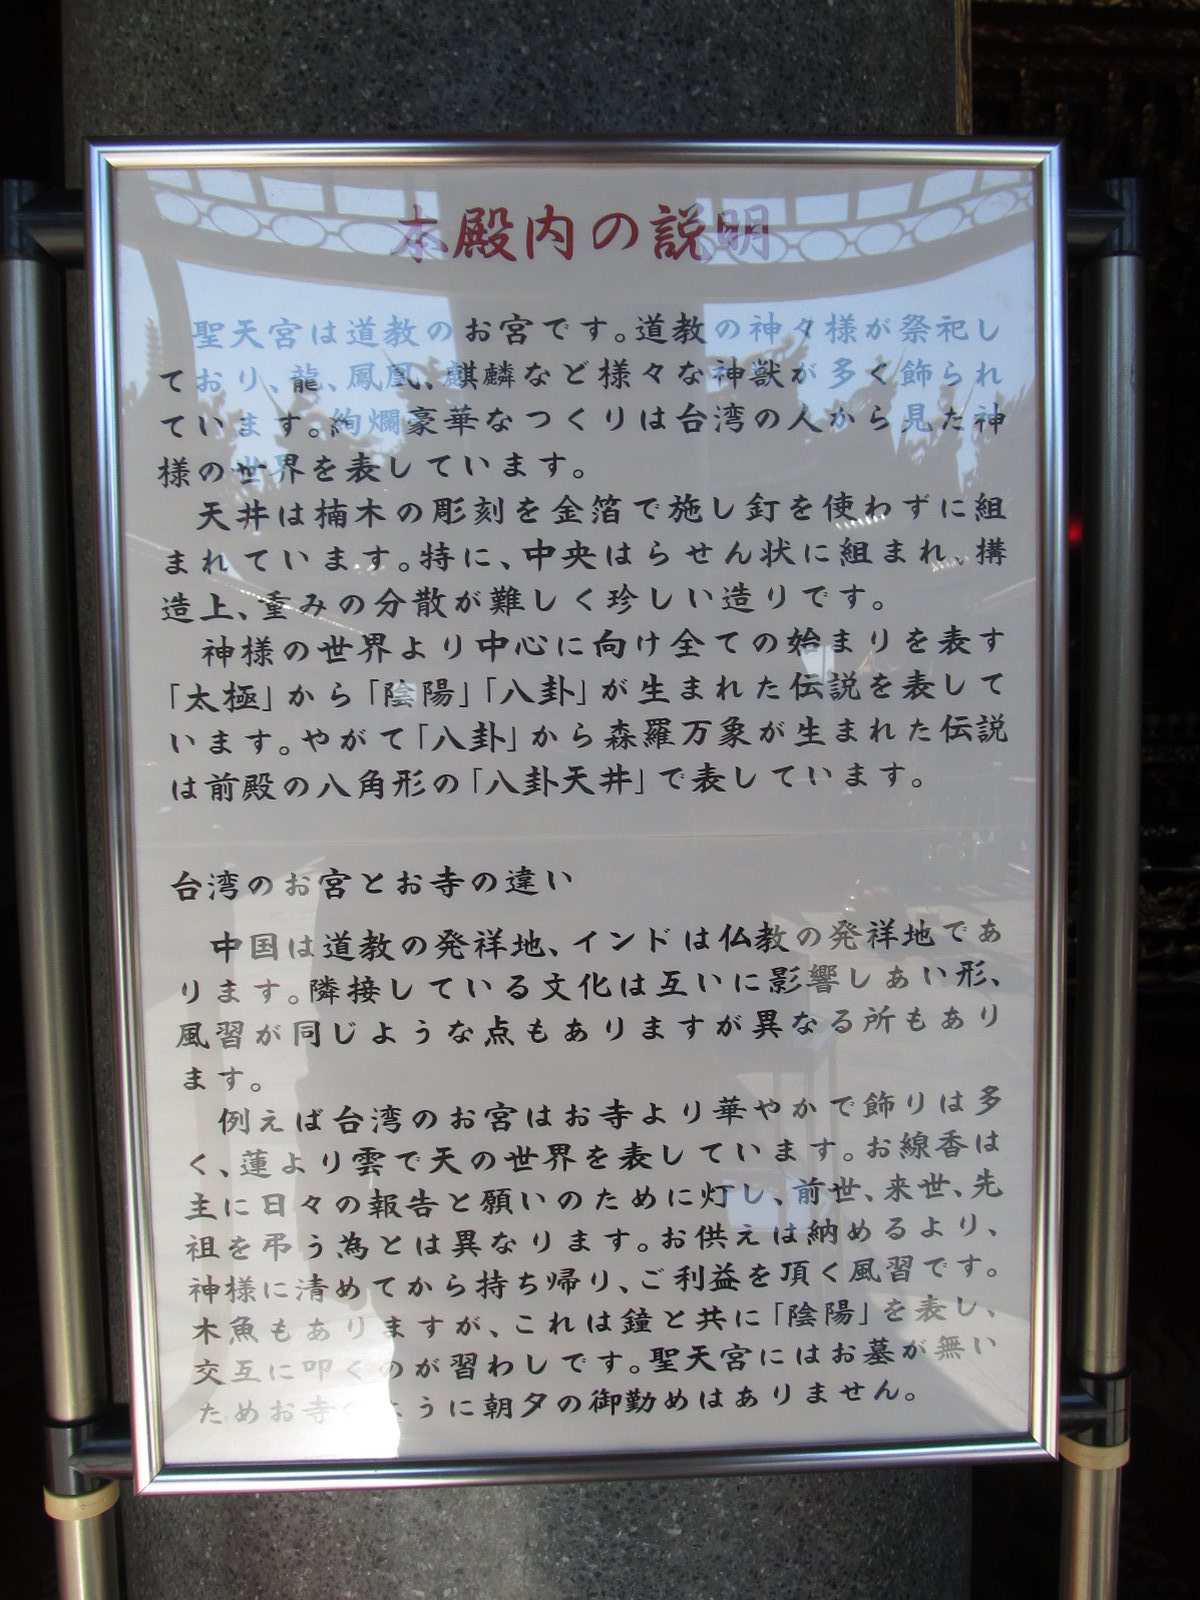 本殿内の説明
聖天宮は道教のお宮です。道教の神々様が祭祀し
ており、龍、鳳凰、麒麟など様々な神獣が多く飾られ
ています。絢爛豪華なつくりは台湾の人から見た神
様の世界を表しています。
天井は楠木の彫刻を金箔で施し釘を使わずに組
まれています。特に、中央はらせん状に組まれ、構
造上、重みの分散が難しく珍しい造りです。
神様の世界より中心に向け全ての始まりを表す
「太極」から「陰陽」「八卦」が生まれた伝説を表して
います。やがて「八卦」から森羅万象が生まれた伝説
は前殿の八角形の「八卦天井」で表しています。
台湾のお宮とお寺の違い
中国は道教の発祥地、インドは仏教の発祥地であ
ります。隣接している文化は互いに影響しあい形、
風習が同じような点もありますが異なる所もあり
ます。
例えば台湾のお宮はお寺より華やかで飾りは多
く、蓮より雲で天の世界を表しています。お線香は
主に日々の報告と願いのために灯し、前世、来世、先
祖を弔う為とは異なります。お供えは納めるより、
神様に清めてから持ち帰り、ご利益を頂く風習です。
木魚もありますが、これは鐘と共に「陰陽」を表し、
交互に叩くのが習わしです。聖天宮にはお墓が無い
ためお寺のように朝夕の御勤めはありません。